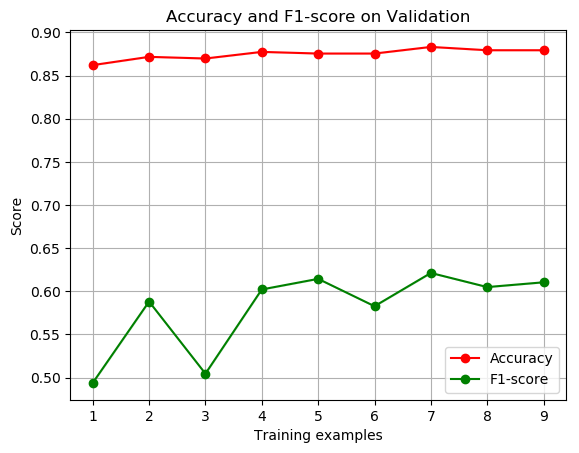 Accuracy and F1-score on Validation
0.90
0.85
0.80
0.75
0.70
0.65
0.60
0.55
0.50
Score
1 2 3 4 5 6 7 8 9
Training examples
Accuracy
F1-score